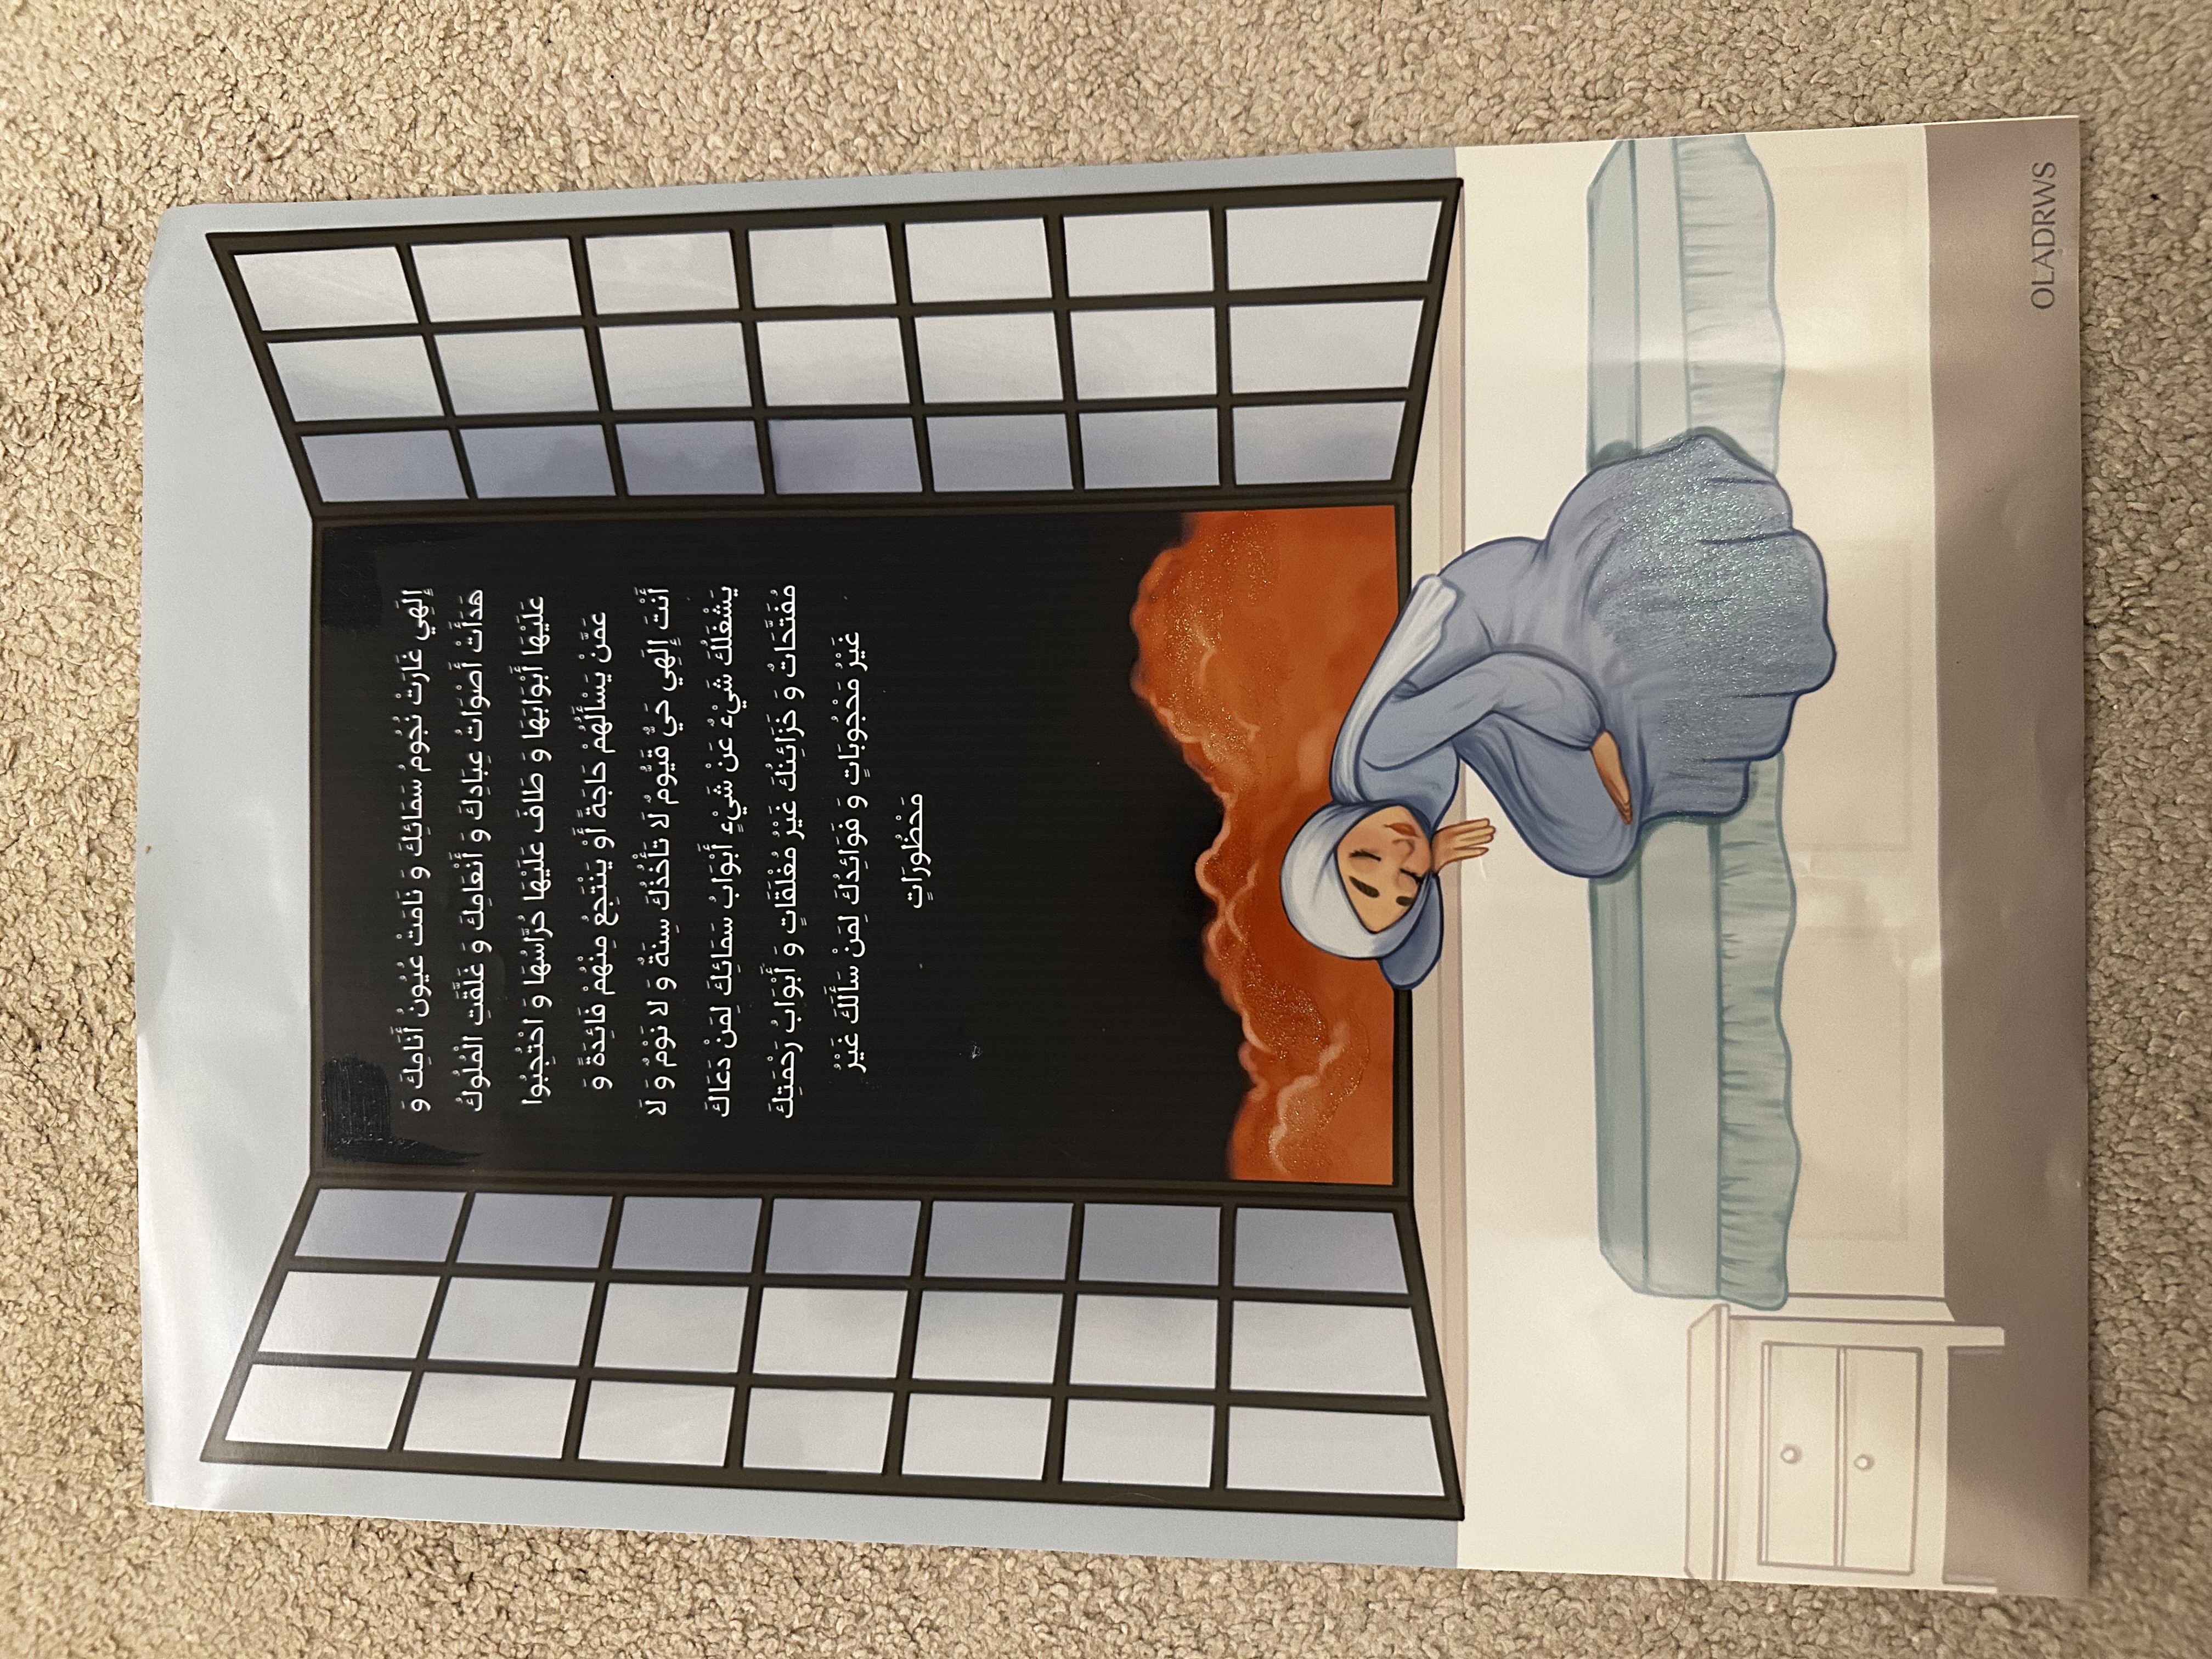 إِلَهِي غَارَتْ نُجُومُ سَمَائِكَ وَ نَامَتْ عُيُونُ أَنَامِكَ وَ
هَدَأَتْ أَصْوَاتُ عِبَادِكَ وَ أَنْعَامِكَ وَ غَلَّقَتِ الْمُلُوكُ
عَلَيْهَا أَبْوَابَهَا وَ طَافَ عَلَيْهَا حُرَّاسُهَا وَ احْتُجِبُوا
عَمَّنْ يَسْأَلُهُمْ حَاجَةً أَوْ يَنْتَجِعُ مِنْهُمْ فَائِدَةً وَ
أَنْتَ إِلَهِي حَيٌّ قَيُّومٌ لَا تَأْخُذُكَ سِنَةٌ وَ لا نَوْمٌ وَ لَا
يَشْغَلُكَ شَيْءٌ عَنْ شَيْءٍ أَبْوَابُ سَمَائِكَ لِمَنْ دَعَاكَ
مُفَتَّحَاتٌ وَ خَزَائِنُكَ غَيْرُ مُغْلَقَاتٍ وَ أَبْوَابُ رَحْمَتِكَ
غَيْرُ مَحْجُوبَاتٍ وَ فَوَائِدُكَ لِمَنْ سَأَلَكَ غَيْرُ
مَحْظُورَاتٍ
OLADRWS